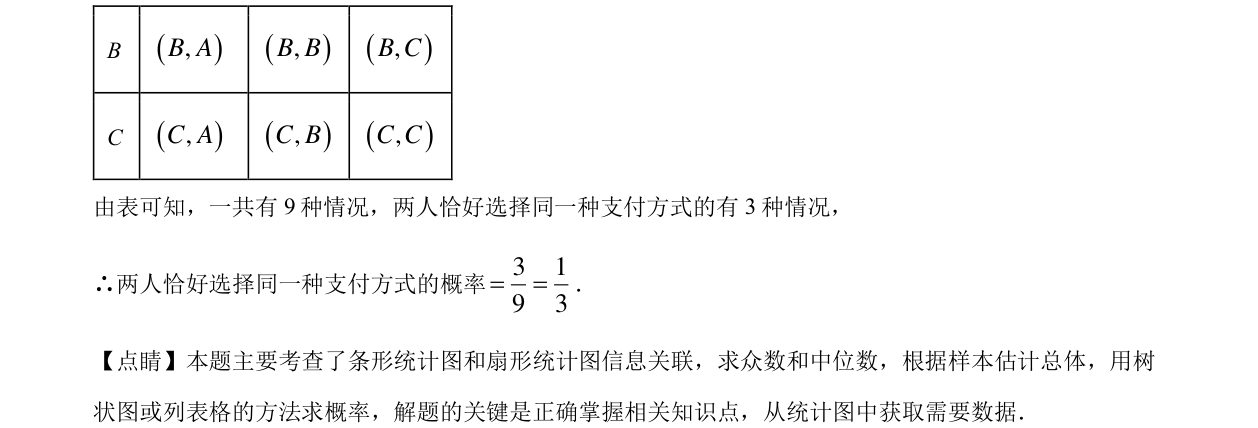 B (B,A) (B,B) (B,C)
C (C,A) (C,B) (C,C)
由表可知，一共有 9 种情况，两人恰好选择同一种支付方式的有 3 种情况，
∴两人恰好选择同一种支付方式的概率=3/9=1/3．
【点睛】本题主要考查了条形统计图和扇形统计图信息关联，求众数和中位数，根据样本估计总体，用树
状图或列表格的方法求概率，解题的关键是正确掌握相关知识点，从统计图中获取需要数据．